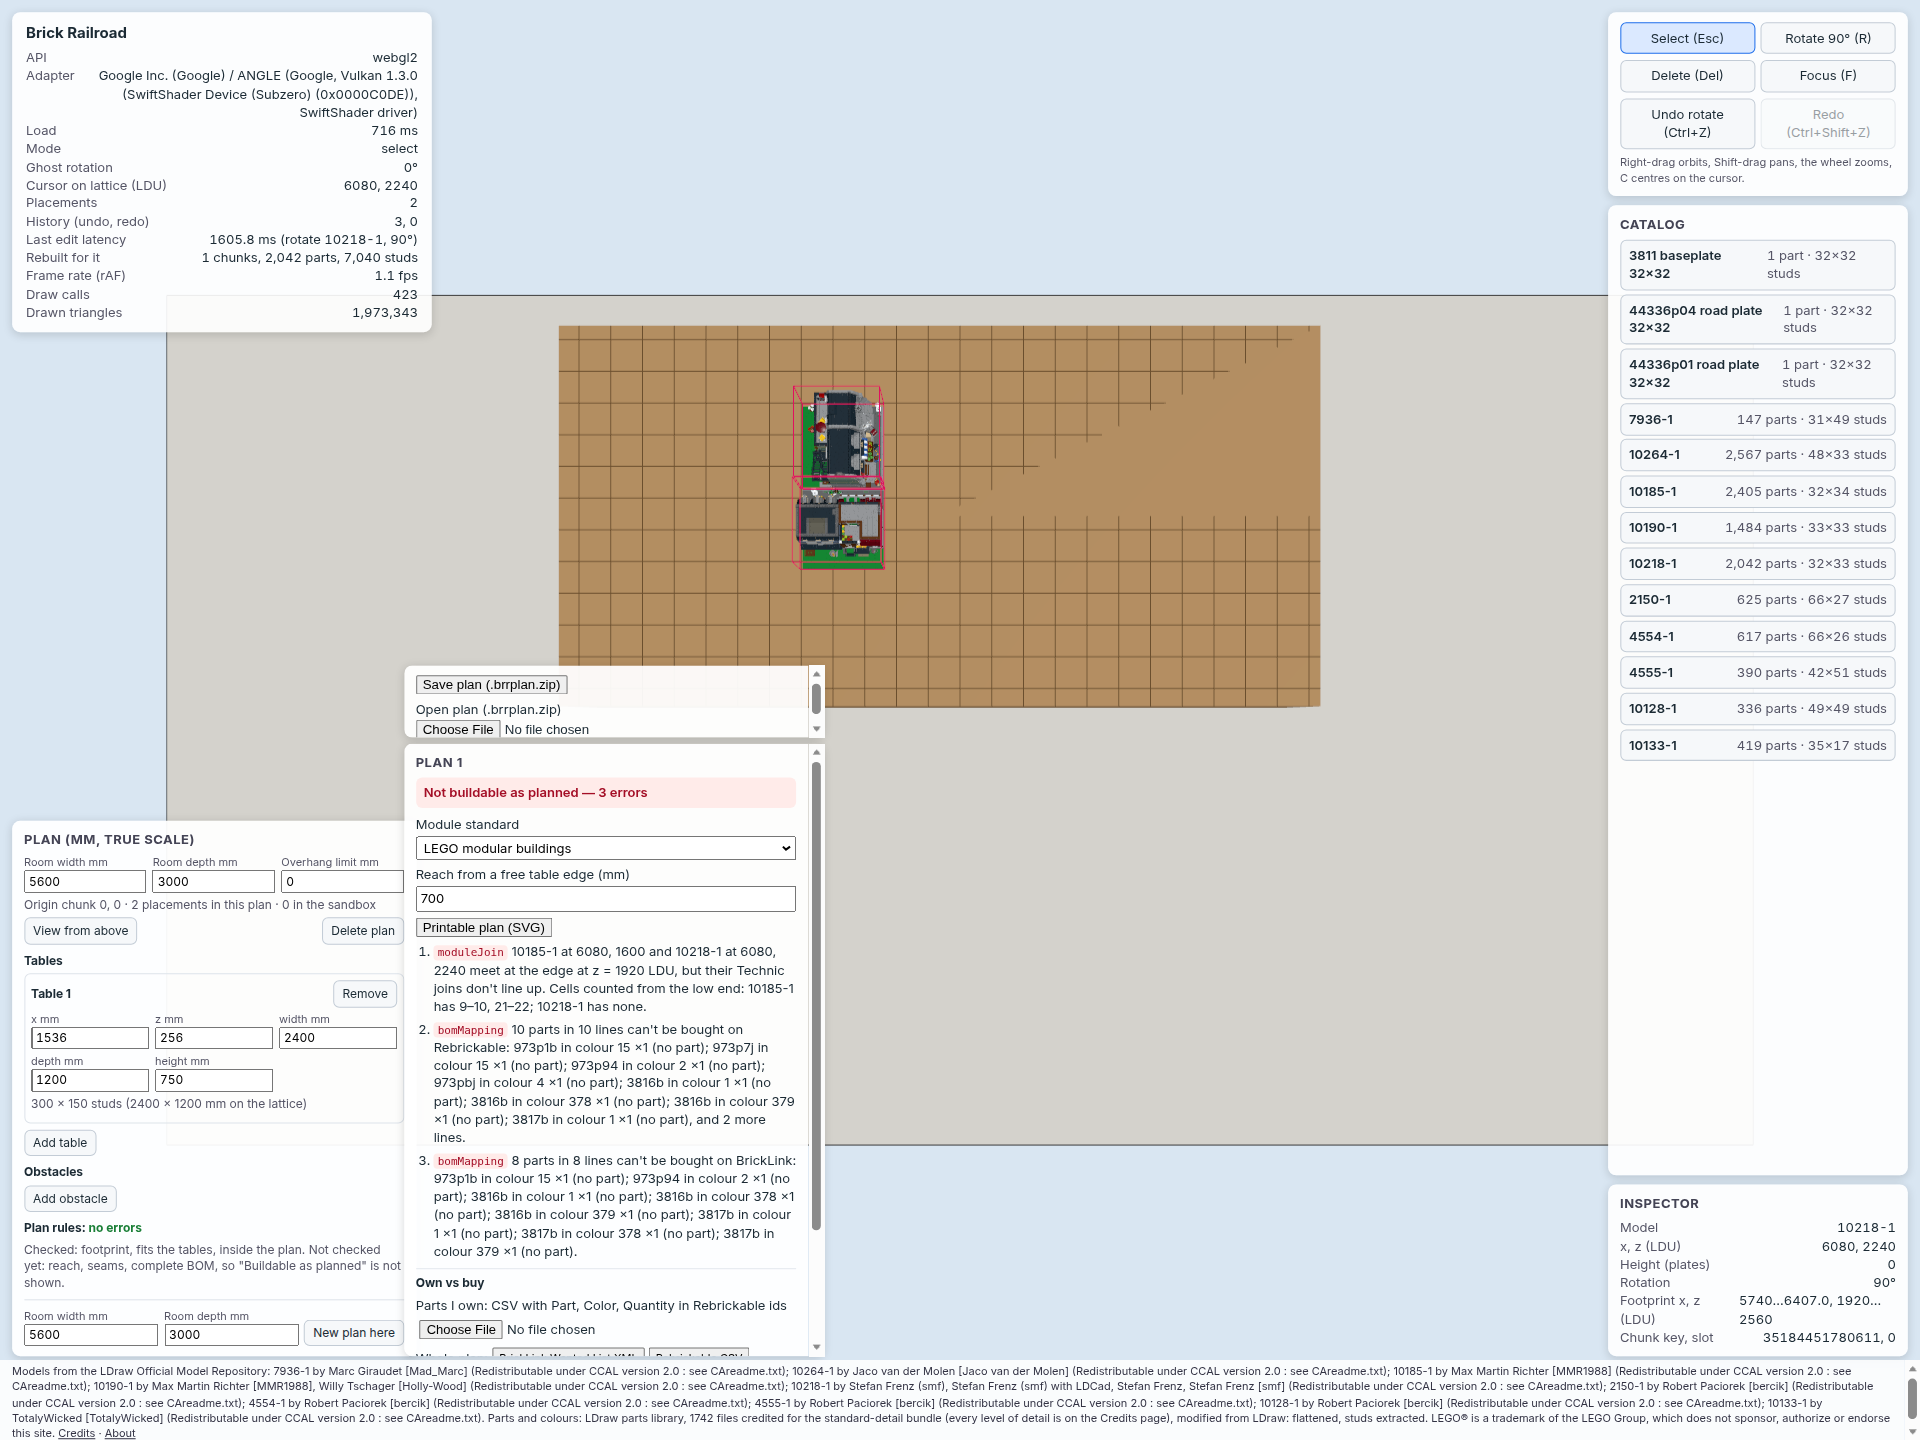 Brick Railroad
API webgl2
Adapter Google Inc. (Google) / ANGLE (Google, Vulkan 1.3.0
(SwiftShader Device (Subzero) (0x0000C0DE)),
SwiftShader driver)
Load 716 ms
Mode select
Ghost rotation 0°
Cursor on lattice (LDU) 6080, 2240
Placements 2
History (undo, redo) 3, 0
Last edit latency 1605.8 ms (rotate 10218-1, 90°)
Rebuilt for it 1 chunks, 2,042 parts, 7,040 studs
Frame rate (rAF) 1.1 fps
Draw calls 423
Drawn triangles 1,973,343
Save plan (.brrplan.zip)
Open plan (.brrplan.zip)
Choose File No file chosen
PLAN (MM, TRUE SCALE)
Room width mm Room depth mm Overhang limit mm
5600 3000 0
Origin chunk 0, 0 · 2 placements in this plan · 0 in the sandbox
View from above Delete plan
Tables
Table 1 Remove
x mm z mm width mm
1536 256 2400
depth mm height mm
1200 750
300 × 150 studs (2400 × 1200 mm on the lattice)
Add table
Obstacles
Add obstacle
Plan rules: no errors
Checked: footprint, fits the tables, inside the plan. Not checked
yet: reach, seams, complete BOM, so "Buildable as planned" is not
shown.
Room width mm Room depth mm
5600 3000 New plan here
PLAN 1
Not buildable as planned — 3 errors
Module standard
LEGO modular buildings
Reach from a free table edge (mm)
700
Printable plan (SVG)
1. moduleJoin 10185-1 at 6080, 1600 and 10218-1 at 6080,
2240 meet at the edge at z = 1920 LDU, but their Technic
joins don't line up. Cells counted from the low end: 10185-1
has 9–10, 21–22; 10218-1 has none.
2. bomMapping 10 parts in 10 lines can't be bought on
Rebrickable: 973p1b in colour 15 ×1 (no part); 973p7j in
colour 15 ×1 (no part); 973p94 in colour 2 ×1 (no part);
973pbj in colour 4 ×1 (no part); 3816b in colour 1 ×1 (no
part); 3816b in colour 378 ×1 (no part); 3816b in colour 379
×1 (no part); 3817b in colour 1 ×1 (no part), and 2 more
lines.
3. bomMapping 8 parts in 8 lines can't be bought on BrickLink:
973p1b in colour 15 ×1 (no part); 973p94 in colour 2 ×1 (no
part); 3816b in colour 1 ×1 (no part); 3816b in colour 378 ×1
(no part); 3816b in colour 379 ×1 (no part); 3817b in colour
1 ×1 (no part); 3817b in colour 378 ×1 (no part); 3817b in
colour 379 ×1 (no part).
Own vs buy
Parts I own: CSV with Part, Color, Quantity in Rebrickable ids
Choose File No file chosen
Select (Esc) Rotate 90° (R)
Delete (Del) Focus (F)
Undo rotate
(Ctrl+Z)
Redo
(Ctrl+Shift+Z)
Right-drag orbits, Shift-drag pans, the wheel zooms,
C centres on the cursor.
CATALOG
3811 baseplate
32×32
1 part · 32×32
studs
44336p04 road plate
32×32
1 part · 32×32
studs
44336p01 road plate
32×32
1 part · 32×32
studs
7936-1 147 parts · 31×49 studs
10264-1 2,567 parts · 48×33 studs
10185-1 2,405 parts · 32×34 studs
10190-1 1,484 parts · 33×33 studs
10218-1 2,042 parts · 32×33 studs
2150-1 625 parts · 66×27 studs
4554-1 617 parts · 66×26 studs
4555-1 390 parts · 42×51 studs
10128-1 336 parts · 49×49 studs
10133-1 419 parts · 35×17 studs
INSPECTOR
Model 10218-1
x, z (LDU) 6080, 2240
Height (plates) 0
Rotation 90°
Footprint x, z 5740…6407.0, 1920…
(LDU) 2560
Chunk key, slot 35184451780611, 0
Models from the LDraw Official Model Repository: 7936-1 by Marc Giraudet [Mad_Marc] (Redistributable under CCAL version 2.0 : see CAreadme.txt); 10264-1 by Jaco van der Molen [Jaco van der Molen] (Redistributable under CCAL version 2.0 : see CAreadme.txt); 10185-1 by Max Martin Richter [MMR1988] (Redistributable under CCAL version 2.0 : see
CAreadme.txt); 10190-1 by Max Martin Richter [MMR1988], Willy Tschager [Holly-Wood] (Redistributable under CCAL version 2.0 : see CAreadme.txt); 10218-1 by Stefan Frenz (smf), Stefan Frenz (smf) with LDCad, Stefan Frenz, Stefan Frenz [smf] (Redistributable under CCAL version 2.0 : see CAreadme.txt); 2150-1 by Robert Paciorek [bercik] (Redistributable
under CCAL version 2.0 : see CAreadme.txt); 4554-1 by Robert Paciorek [bercik] (Redistributable under CCAL version 2.0 : see CAreadme.txt); 4555-1 by Robert Paciorek [bercik] (Redistributable under CCAL version 2.0 : see CAreadme.txt); 10128-1 by Robert Paciorek [bercik] (Redistributable under CCAL version 2.0 : see CAreadme.txt); 10133-1 by
TotalyWicked [TotalyWicked] (Redistributable under CCAL version 2.0 : see CAreadme.txt). Parts and colours: LDraw parts library, 1742 files credited for the standard-detail bundle (every level of detail is on the Credits page), modified from LDraw: flattened, studs extracted. LEGO® is a trademark of the LEGO Group, which does not sponsor, authorize or endorse
this site. Credits · About